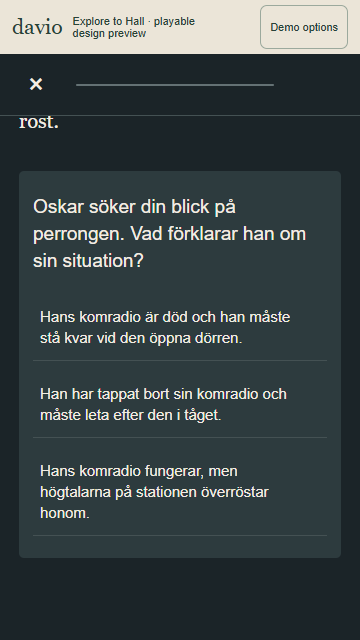 davio
Explore to Hall · playable
design preview
Demo options
×
rost.
Oskar söker din blick på
perrongen. Vad förklarar han om
sin situation?
Hans komradio är död och han måste
stå kvar vid den öppna dörren.
Han har tappat bort sin komradio och
måste leta efter den i tåget.
Hans komradio fungerar, men
högtalarna på stationen överröstar
honom.